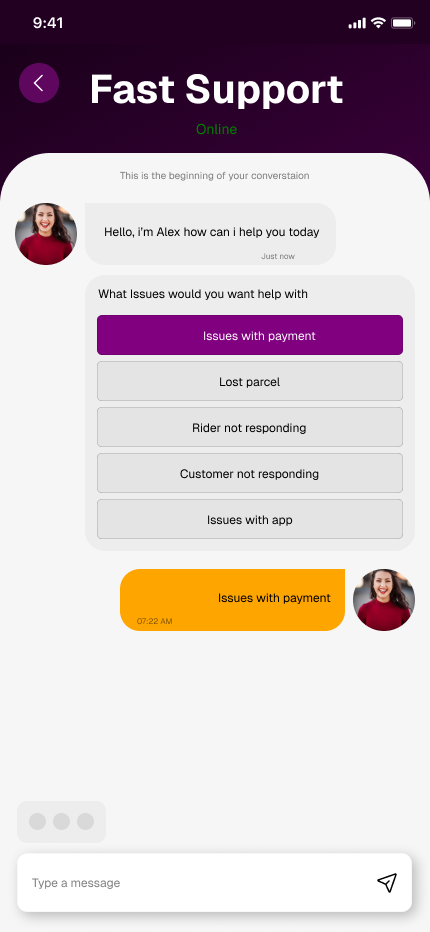 9:41
Fast Support
Online
This is the beginning of your converstaion
Hello, i'm Alex how can i help you today
Just now
What Issues would you want help with
Issues with payment
Lost parcel
Rider not responding
Customer not responding
Issues with app
Issues with payment
07:22 AM
Type a message